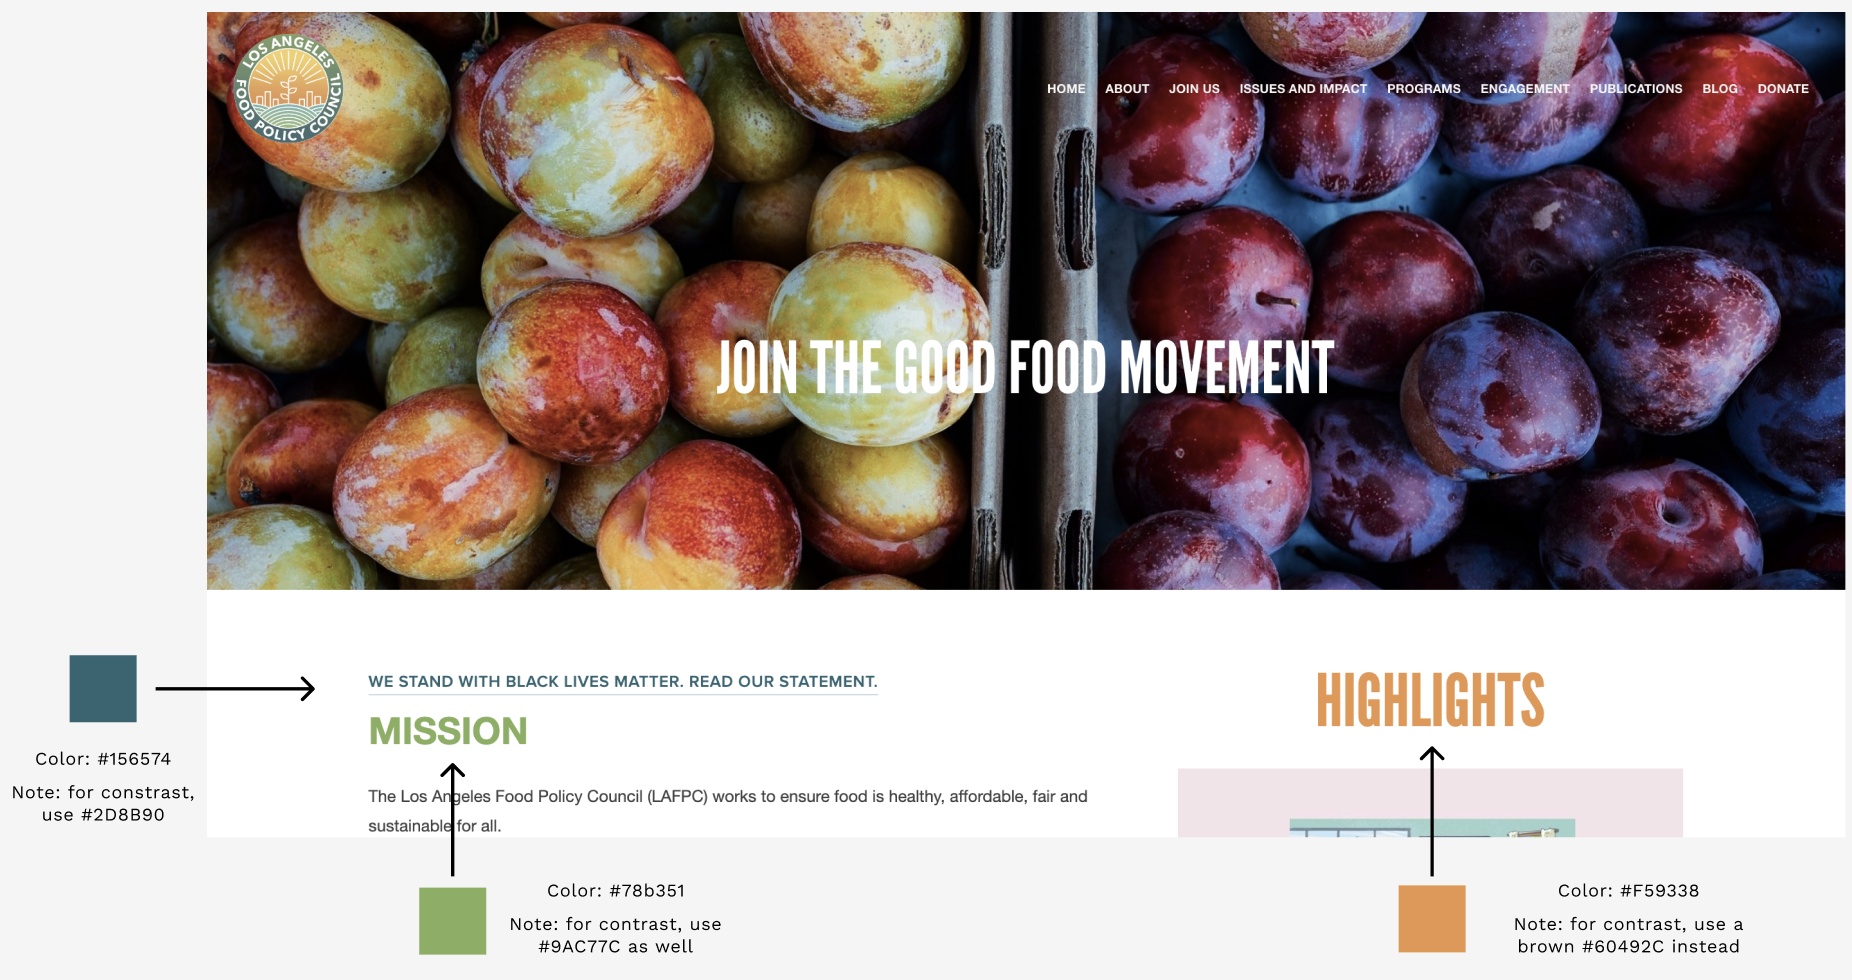 LOS ANGELES
FOOD POLICY COUNCIL
HOME ABOUT JOIN US ISSUES AND IMPACT PROGRAMS ENGAGEMENT PUBLICATIONS BLOG DONATE
JOIN THE GOOD FOOD MOVEMENT
WE STAND WITH BLACK LIVES MATTER. READ OUR STATEMENT.
MISSION
The Los Angeles Food Policy Council (LAFPC) works to ensure food is healthy, affordable, fair and
sustainable for all.
HIGHLIGHTS
Color: #156574
Note: for constrast,
use #2D8B90
Color: #78b351
Note: for contrast, use
#9AC77C as well
Color: #F59338
Note: for contrast, use a
brown #60492C instead